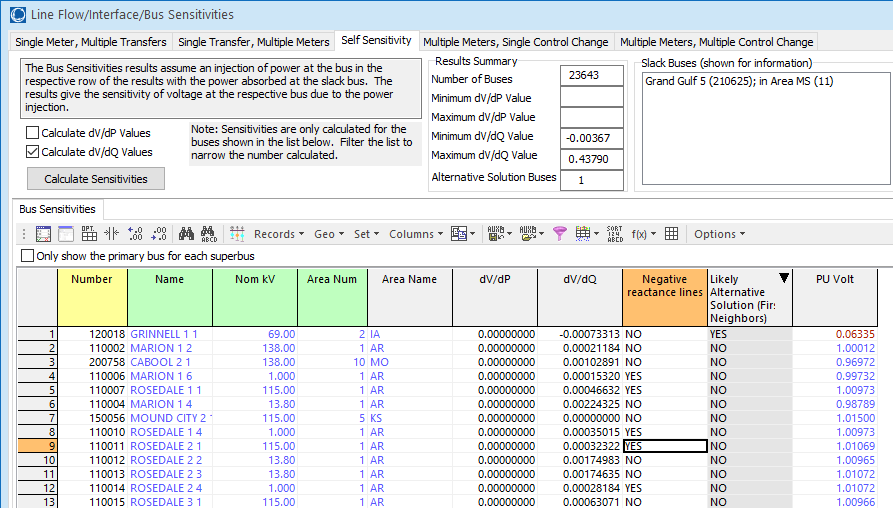 Line Flow/Interface/Bus Sensitivities
Single Meter, Multiple Transfers Single Transfer, Multiple Meters Self Sensitivity Multiple Meters, Single Control Change Multiple Meters, Multiple Control Change
The Bus Sensitivities results assume an injection of power at the bus in the
respective row of the results with the power absorbed at the slack bus. The
results give the sensitivity of voltage at the respective bus due to the power
injection.
Calculate dV/dP Values
Calculate dV/dQ Values
Note: Sensitivities are only calculated for the
buses shown in the list below. Filter the list to
narrow the number calculated.
Calculate Sensitivities
Results Summary
Number of Buses 23643
Minimum dV/dP Value
Maximum dV/dP Value
Minimum dV/dQ Value -0.00367
Maximum dV/dQ Value 0.43790
Alternative Solution Buses 1
Slack Buses (shown for information)
Grand Gulf 5 (210625); in Area MS (11)
Bus Sensitivities
OPT. .00 .00 ABCD Records Geo Set Columns AUXB AUXB SORT 124 ABCD f(x) Options
Only show the primary bus for each superbus
Number Name Nom kV Area Num Area Name dV/dP dV/dQ Negative reactance lines Likely Alternative Solution (Firs Neighbors) PU Volt
1 120018 GRINNELL 1 1 69.00 2 IA 0.00000000 -0.00073313 NO YES 0.06335
2 110002 MARION 1 2 138.00 1 AR 0.00000000 0.00021184 NO NO 1.00012
3 200758 CABOOL 2 1 138.00 10 MO 0.00000000 0.00102891 NO NO 0.96972
4 110006 MARION 1 6 1.000 1 AR 0.00000000 0.00015320 YES NO 0.99732
5 110007 ROSEDALE 1 1 115.00 1 AR 0.00000000 0.00046632 YES NO 1.00973
6 110004 MARION 1 4 13.80 1 AR 0.00000000 0.00224325 NO NO 0.98789
7 150056 MOUND CITY 2 115.00 5 KS 0.00000000 0.00000000 NO NO 1.01500
8 110010 ROSEDALE 1 4 1.000 1 AR 0.00000000 0.00035015 YES NO 1.00973
9 110011 ROSEDALE 2 1 115.00 1 AR 0.00000000 0.00032322 YES NO 1.01069
10 110012 ROSEDALE 2 2 13.80 1 AR 0.00000000 0.00174983 NO NO 1.00965
11 110013 ROSEDALE 2 3 13.80 1 AR 0.00000000 0.00174635 NO NO 1.01072
12 110014 ROSEDALE 2 4 1.000 1 AR 0.00000000 0.00028184 YES NO 1.01072
13 110015 ROSEDALE 3 1 115.00 1 AR 0.00000000 0.00063071 NO NO 1.00966